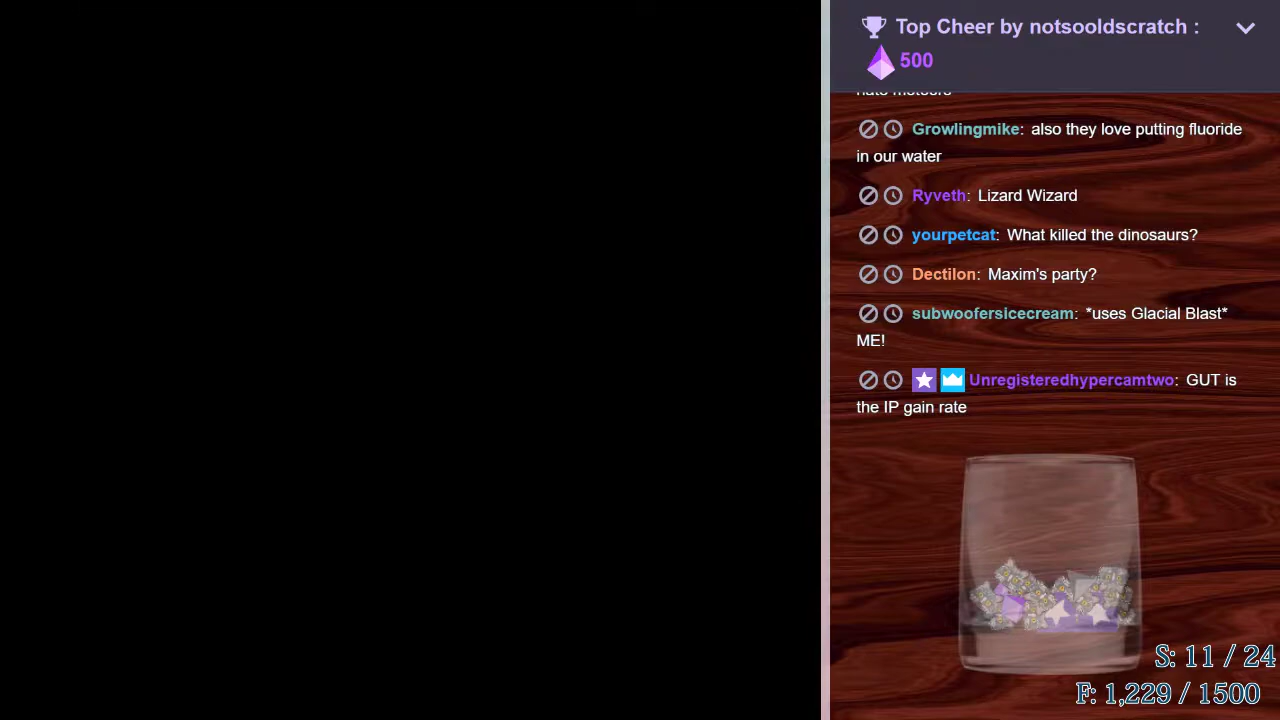 Top Cheer by notsooldscratch :
500
hate meteors
Growlingmike: also they love putting fluoride
in our water
Ryveth: Lizard Wizard
yourpetcat: What killed the dinosaurs?
Dectilon: Maxim's party?
subwoofersIcecream: *uses Glacial Blast*
ME!
Unregisteredhypercamtwo: GUT is
the IP gain rate
S: 11 / 24
F: 1,229 / 1500